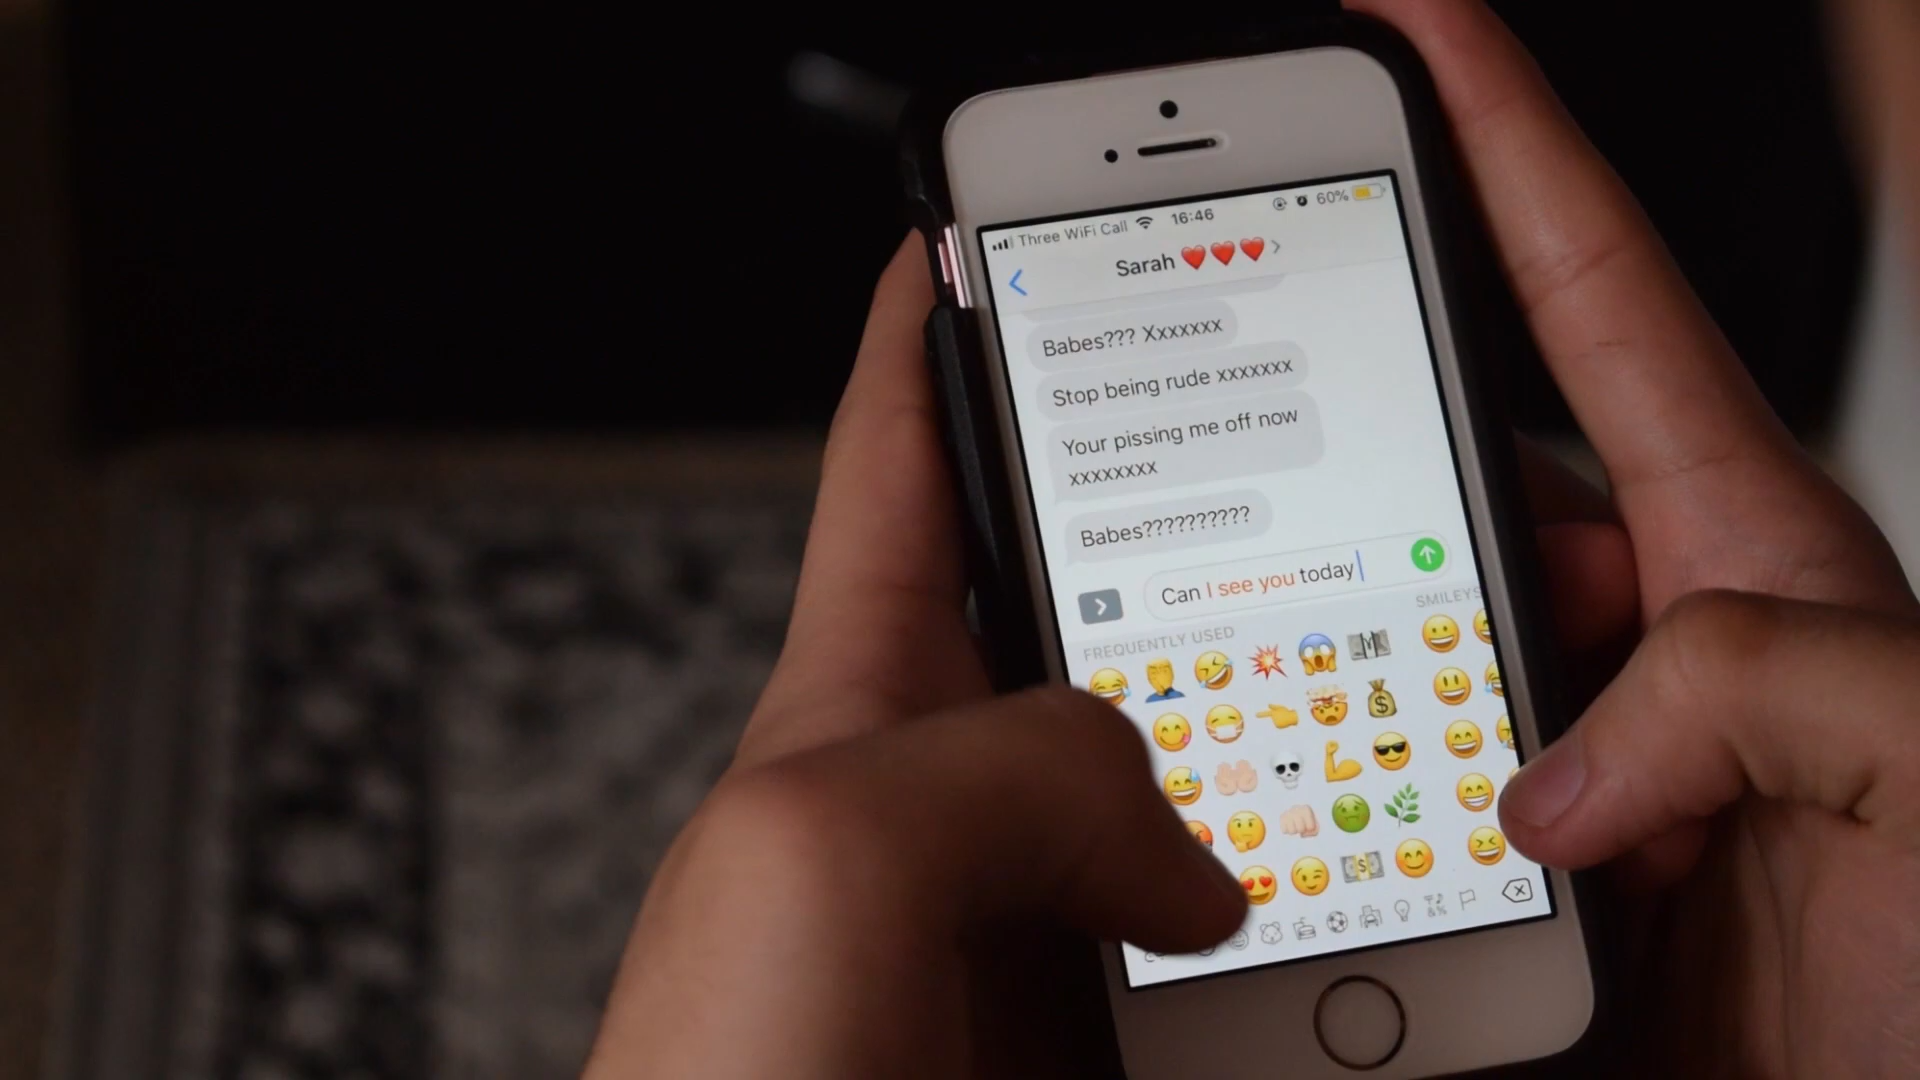 Three WiFi Call 16:46 60%
Sarah ❤️❤️❤️
Babes??? Xxxxxxx
Stop being rude xxxxxxx
Your pissing me off now
xxxxxxxx
Babes??????????
Can I see you today
FREQUENTLY USED SMILEYS